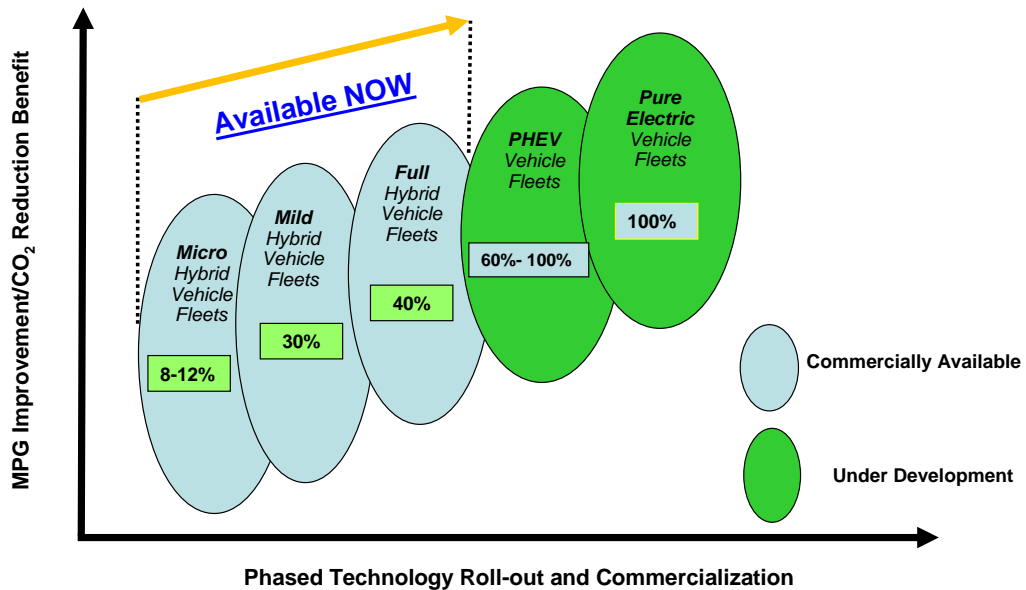 MPG Improvement/CO₂ Reduction Benefit
Available NOW
Micro
Hybrid
Vehicle
Fleets
8-12%
Mild
Hybrid
Vehicle
Fleets
30%
Full
Hybrid
Vehicle
Fleets
40%
PHEV
Vehicle
Fleets
60%- 100%
Pure
Electric
Vehicle
Fleets
100%
Commercially Available
Under Development
Phased Technology Roll-out and Commercialization